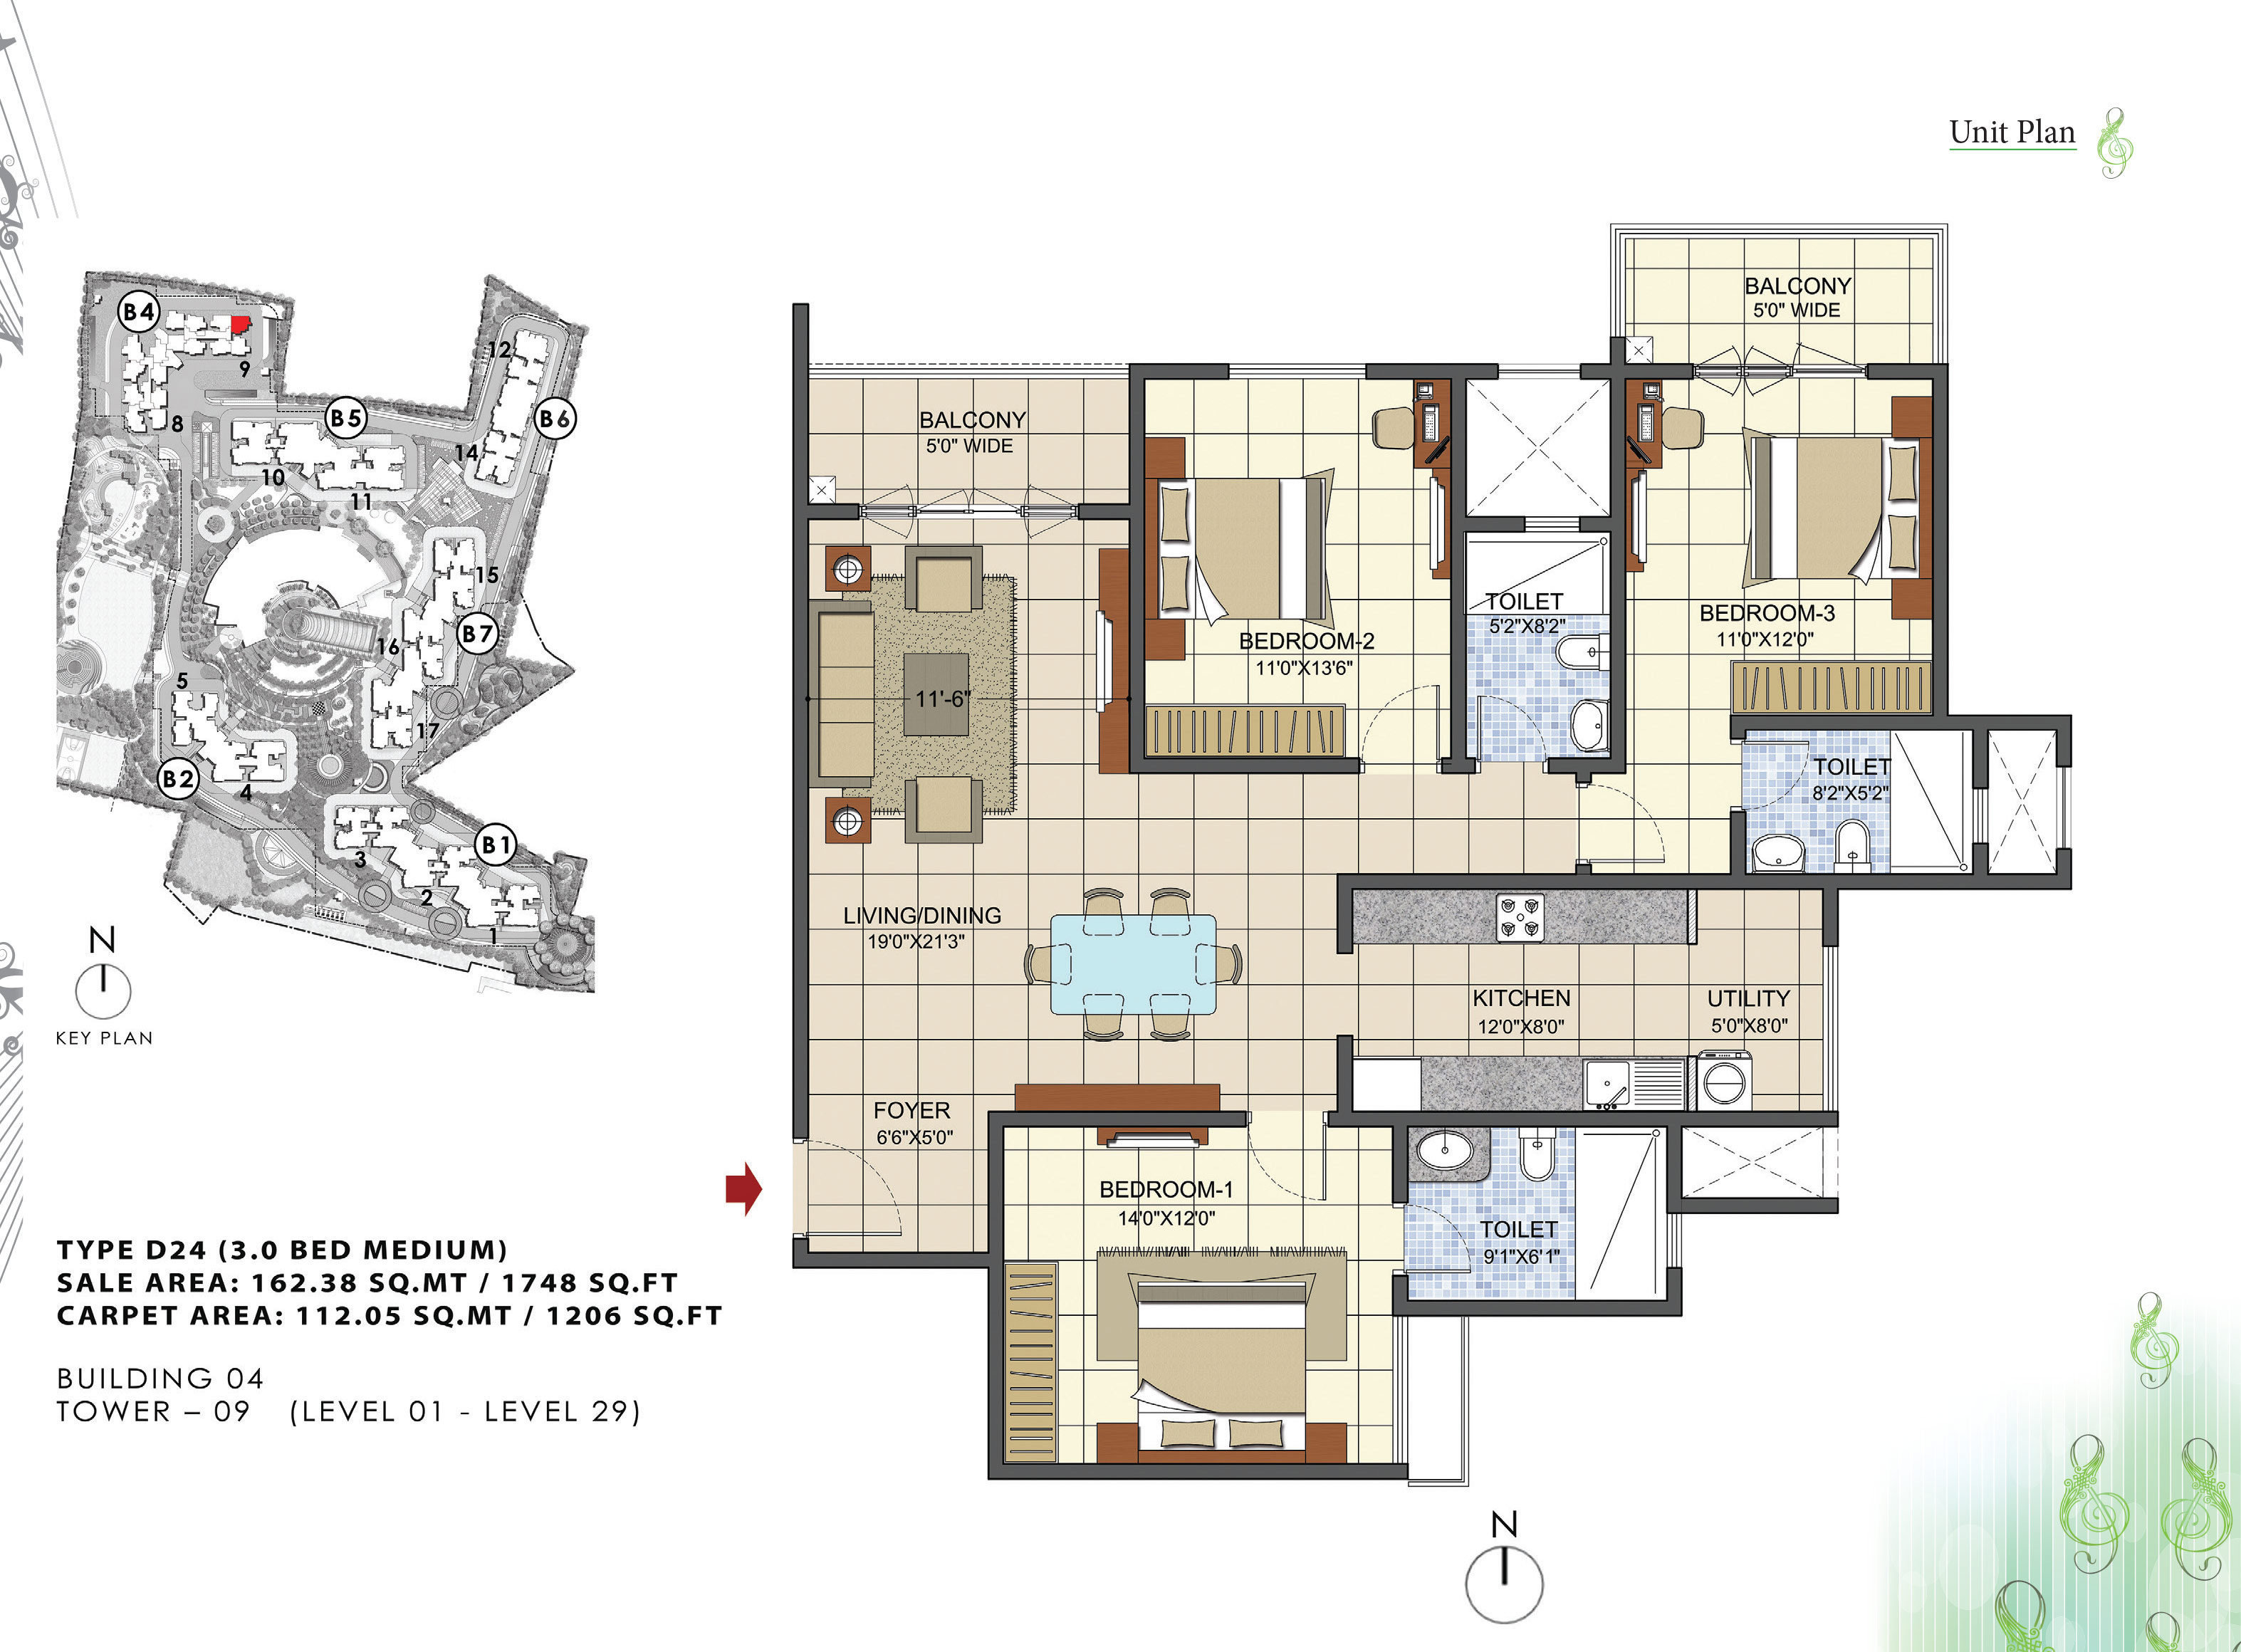 Unit Plan
B4
9
8
B5
10
11
12
B6
14
15
B7
16
17
5
B2
4
3
B1
2
1
N
KEY PLAN
TYPE D24 (3.0 BED MEDIUM)
SALE AREA: 162.38 SQ.MT / 1748 SQ.FT
CARPET AREA: 112.05 SQ.MT / 1206 SQ.FT
BUILDING 04
TOWER – 09 (LEVEL 01 - LEVEL 29)
BALCONY
5'0" WIDE
BALCONY
5'0" WIDE
BEDROOM-2
11'0"X13'6"
TOILET
5'2"X8'2"
BEDROOM-3
11'0"X12'0"
11'-6"
TOILET
8'2"X5'2"
LIVING/DINING
19'0"X21'3"
KITCHEN
12'0"X8'0"
UTILITY
5'0"X8'0"
FOYER
6'6"X5'0"
BEDROOM-1
14'0"X12'0"
TOILET
9'1"X6'1"
N